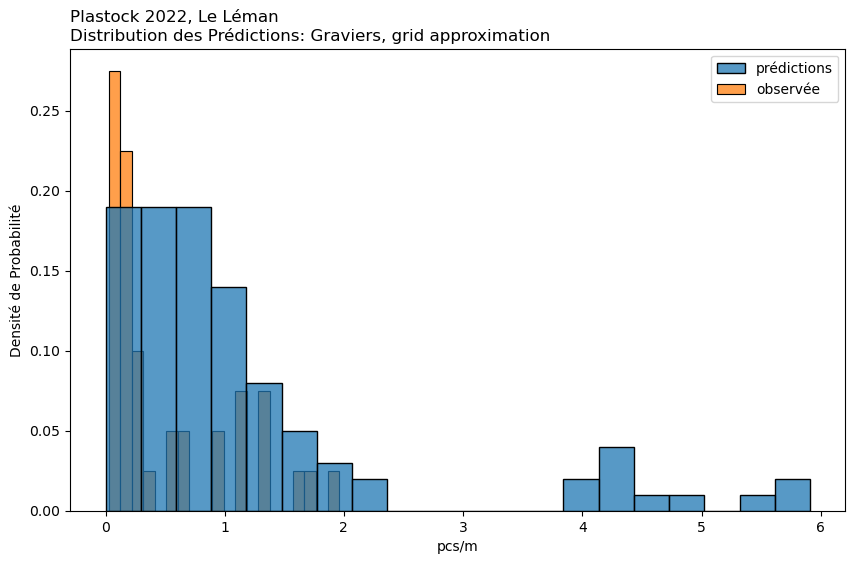 Plastock 2022, Le Léman
Distribution des Prédictions: Graviers, grid approximation
prédictions
observée
Densité de Probabilité
0.25
0.20
0.15
0.10
0.05
0.00
0
1
2
3
4
5
6
pcs/m